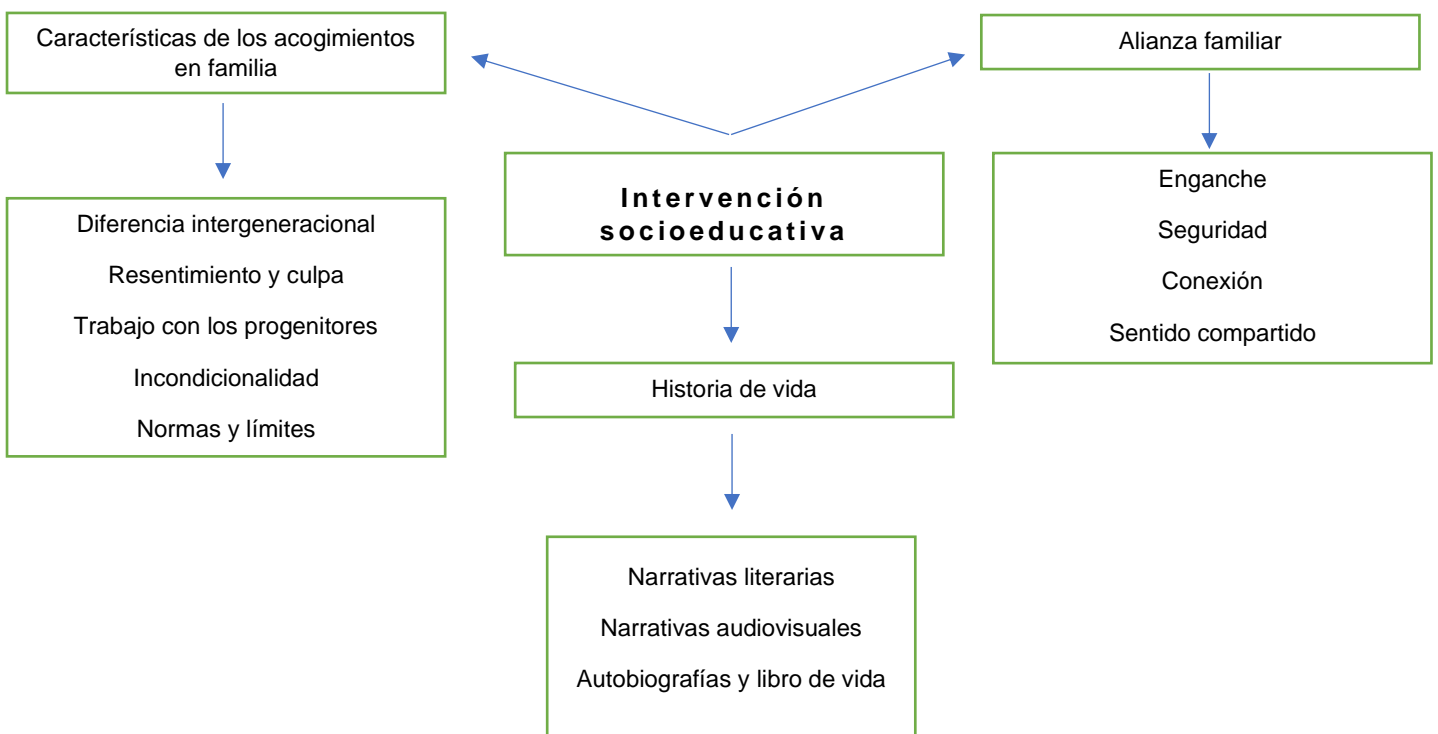 Características de los acogimientos
en familia
Alianza familiar
Intervención
socioeducativa
Diferencia intergeneracional
Resentimiento y culpa
Trabajo con los progenitores
Incondicionalidad
Normas y límites
Enganche
Seguridad
Conexión
Sentido compartido
Historia de vida
Narrativas literarias
Narrativas audiovisuales
Autobiografías y libro de vida